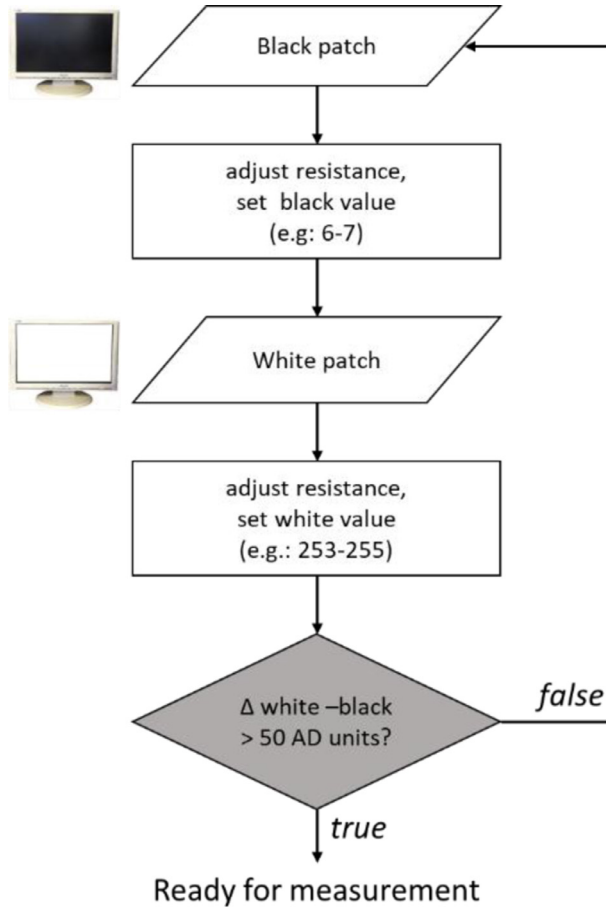 Black patch
adjust resistance,
set black value
(e.g: 6-7)
White patch
adjust resistance,
set white value
(e.g.: 253-255)
Δ white –black
> 50 AD units?
false
true
Ready for measurement